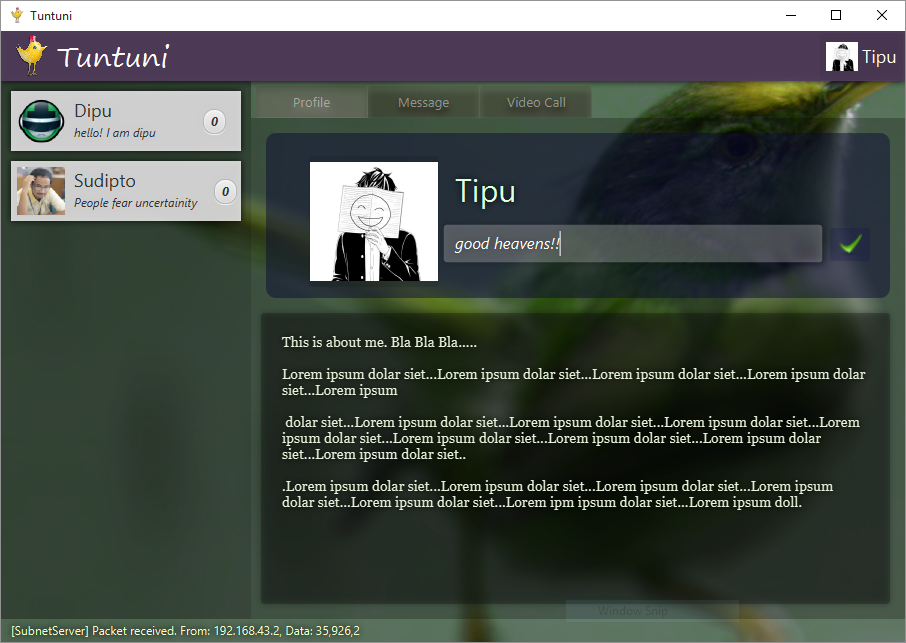 Tuntuni
Tuntuni
Tipu
Dipu
hello! I am dipu
0
Sudipto
People fear uncertainity
0
Profile
Message
Video Call
Tipu
good heavens!!
This is about me. Bla Bla Bla.....
Lorem ipsum dolar siet...Lorem ipsum dolar siet...Lorem ipsum dolar siet...Lorem ipsum dolar
siet...Lorem ipsum
dolar siet...Lorem ipsum dolar siet...Lorem ipsum dolar siet...Lorem ipsum dolar siet...Lorem
ipsum dolar siet...Lorem ipsum dolar siet...Lorem ipsum dolar siet...Lorem ipsum dolar
siet...Lorem ipsum dolar siet..
.Lorem ipsum dolar siet...Lorem ipsum dolar siet...Lorem ipsum dolar siet...Lorem ipsum
dolar siet...Lorem ipsum dolar siet...Lorem ipm ipsum dolar siet...Lorem ipsum doll.
Window Snip
[SubnetServer] Packet received. From: 192.168.43.2, Data: 35,926,2